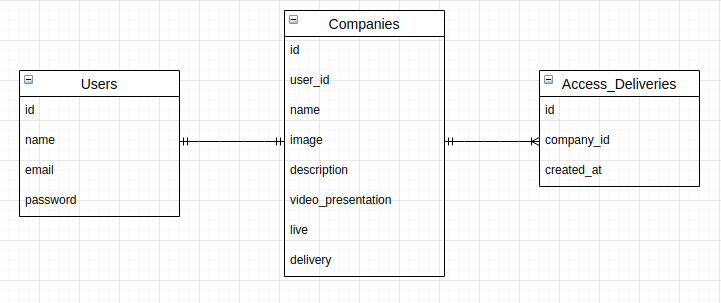 Users
id
name
email
password
Companies
id
user_id
name
image
description
video_presentation
live
delivery
Access_Deliveries
id
company_id
created_at